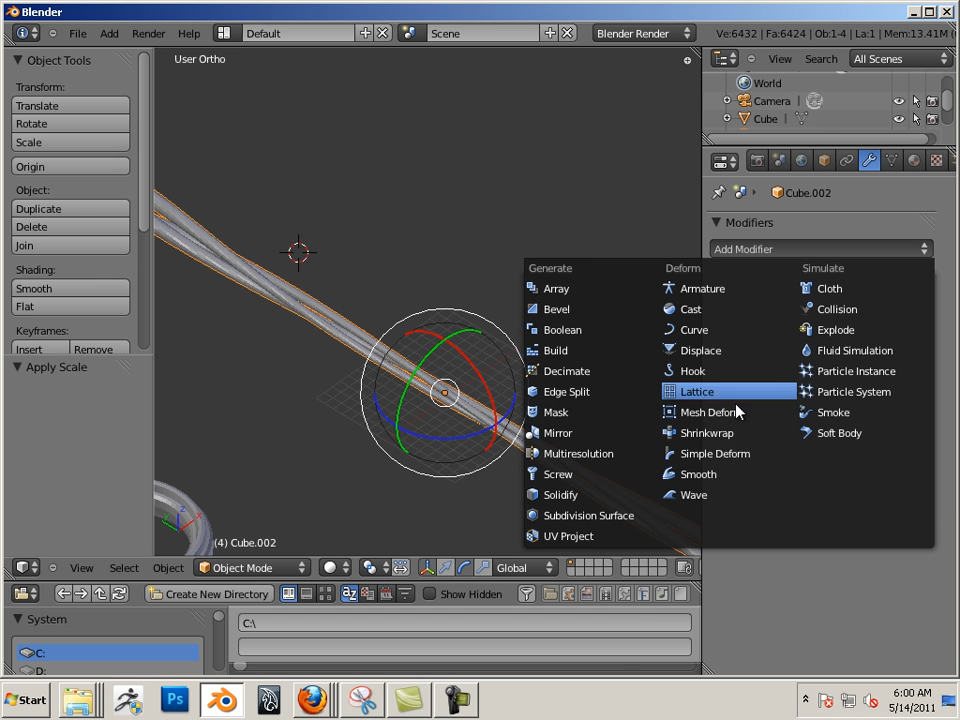 Blender
File Add Render Help Default Scene Blender Render Ve:6432 | Fa:6424 | Ob:1-4 | La:1 | Mem:13.41M (
Object Tools
Transform:
Translate
Rotate
Scale
Origin
Object:
Duplicate
Delete
Join
Shading:
Smooth
Flat
Keyframes:
Insert Remove
Apply Scale
User Ortho
(4) Cube.002
View Search All Scenes
World
Camera
Cube
Cube.002
Modifiers
Add Modifier
Generate
Array
Bevel
Boolean
Build
Decimate
Edge Split
Mask
Mirror
Multiresolution
Screw
Solidify
Subdivision Surface
UV Project
Deform
Armature
Cast
Curve
Displace
Hook
Lattice
Mesh Deform
Shrinkwrap
Simple Deform
Smooth
Wave
Simulate
Cloth
Collision
Explode
Fluid Simulation
Particle Instance
Particle System
Smoke
Soft Body
View Select Object Object Mode Global
Create New Directory Show Hidden
System
C:
D:
C:\
Start Ps 6:00 AM
5/14/2011